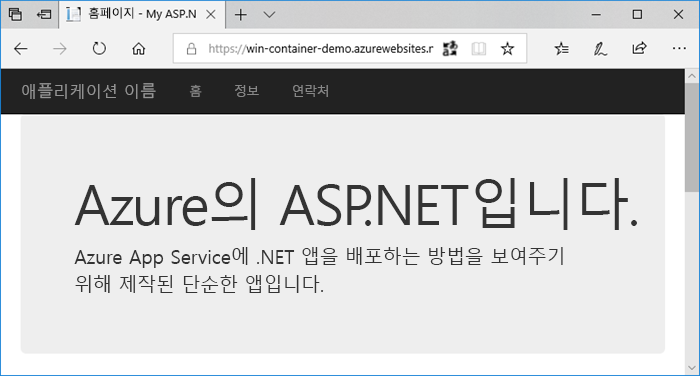 홈페이지 - My ASP.N
https://win-container-demo.azurewebsites.n
애플리케이션 이름 홈 정보 연락처
Azure의 ASP.NET입니다.
Azure App Service에 .NET 앱을 배포하는 방법을 보여주기
위해 제작된 단순한 앱입니다.